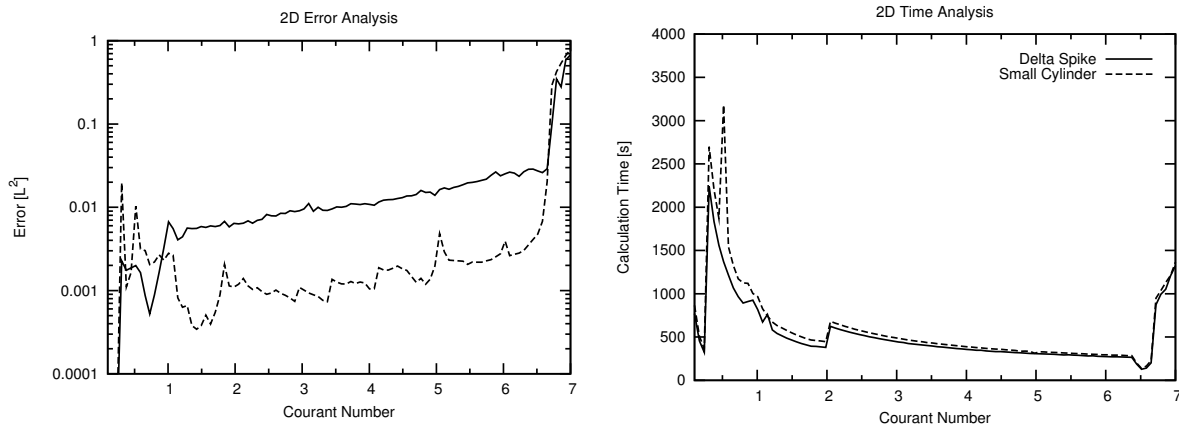 2D Error Analysis
1
0.1
0.01
0.001
0.0001
Error [L^2]
1 2 3 4 5 6 7
Courant Number
2D Time Analysis
4000
3500
3000
2500
2000
1500
1000
500
0
Calculation Time [s]
Delta Spike
Small Cylinder
1 2 3 4 5 6 7
Courant Number